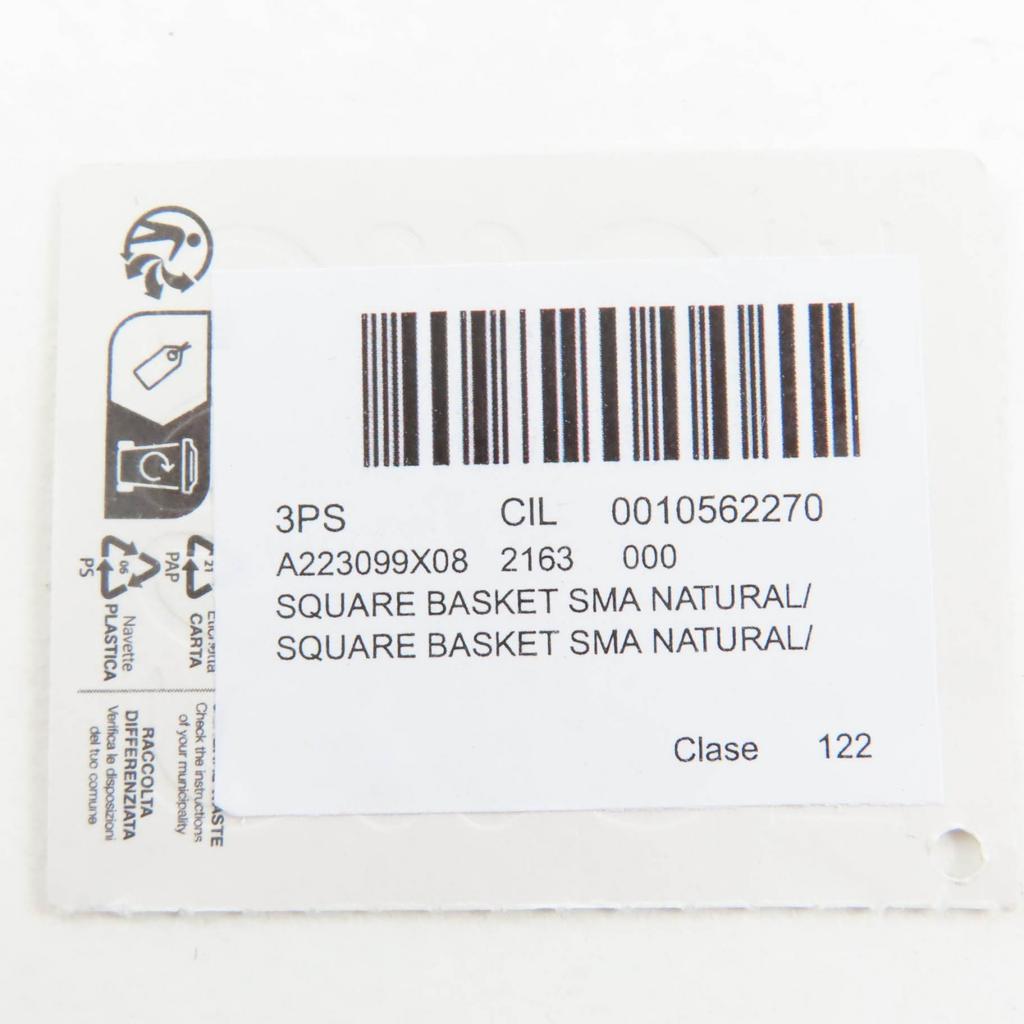 3PS CIL 0010562270
A223099X08 2163 000
SQUARE BASKET SMA NATURAL/
SQUARE BASKET SMA NATURAL/
Clase 122
21
PAP
CARTA
06
PS
Navette
PLASTICA
Check the instructions
of your municipality
RACCOLTA
DIFFERENZIATA
Verifica le disposizioni
del tuo comune